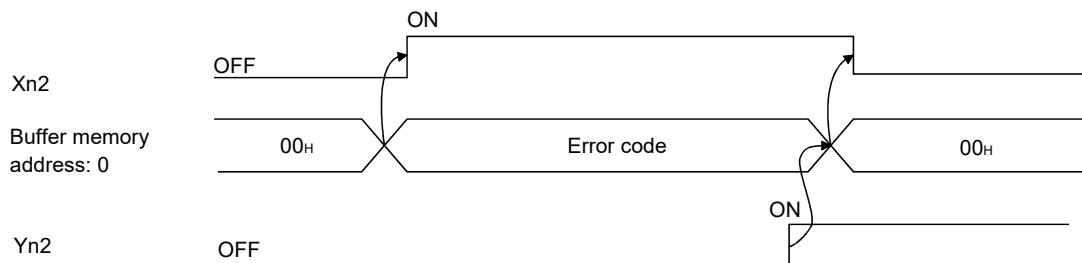 ON
OFF
Xn2
Buffer memory
address: 0
00H
Error code
00H
ON
Yn2
OFF